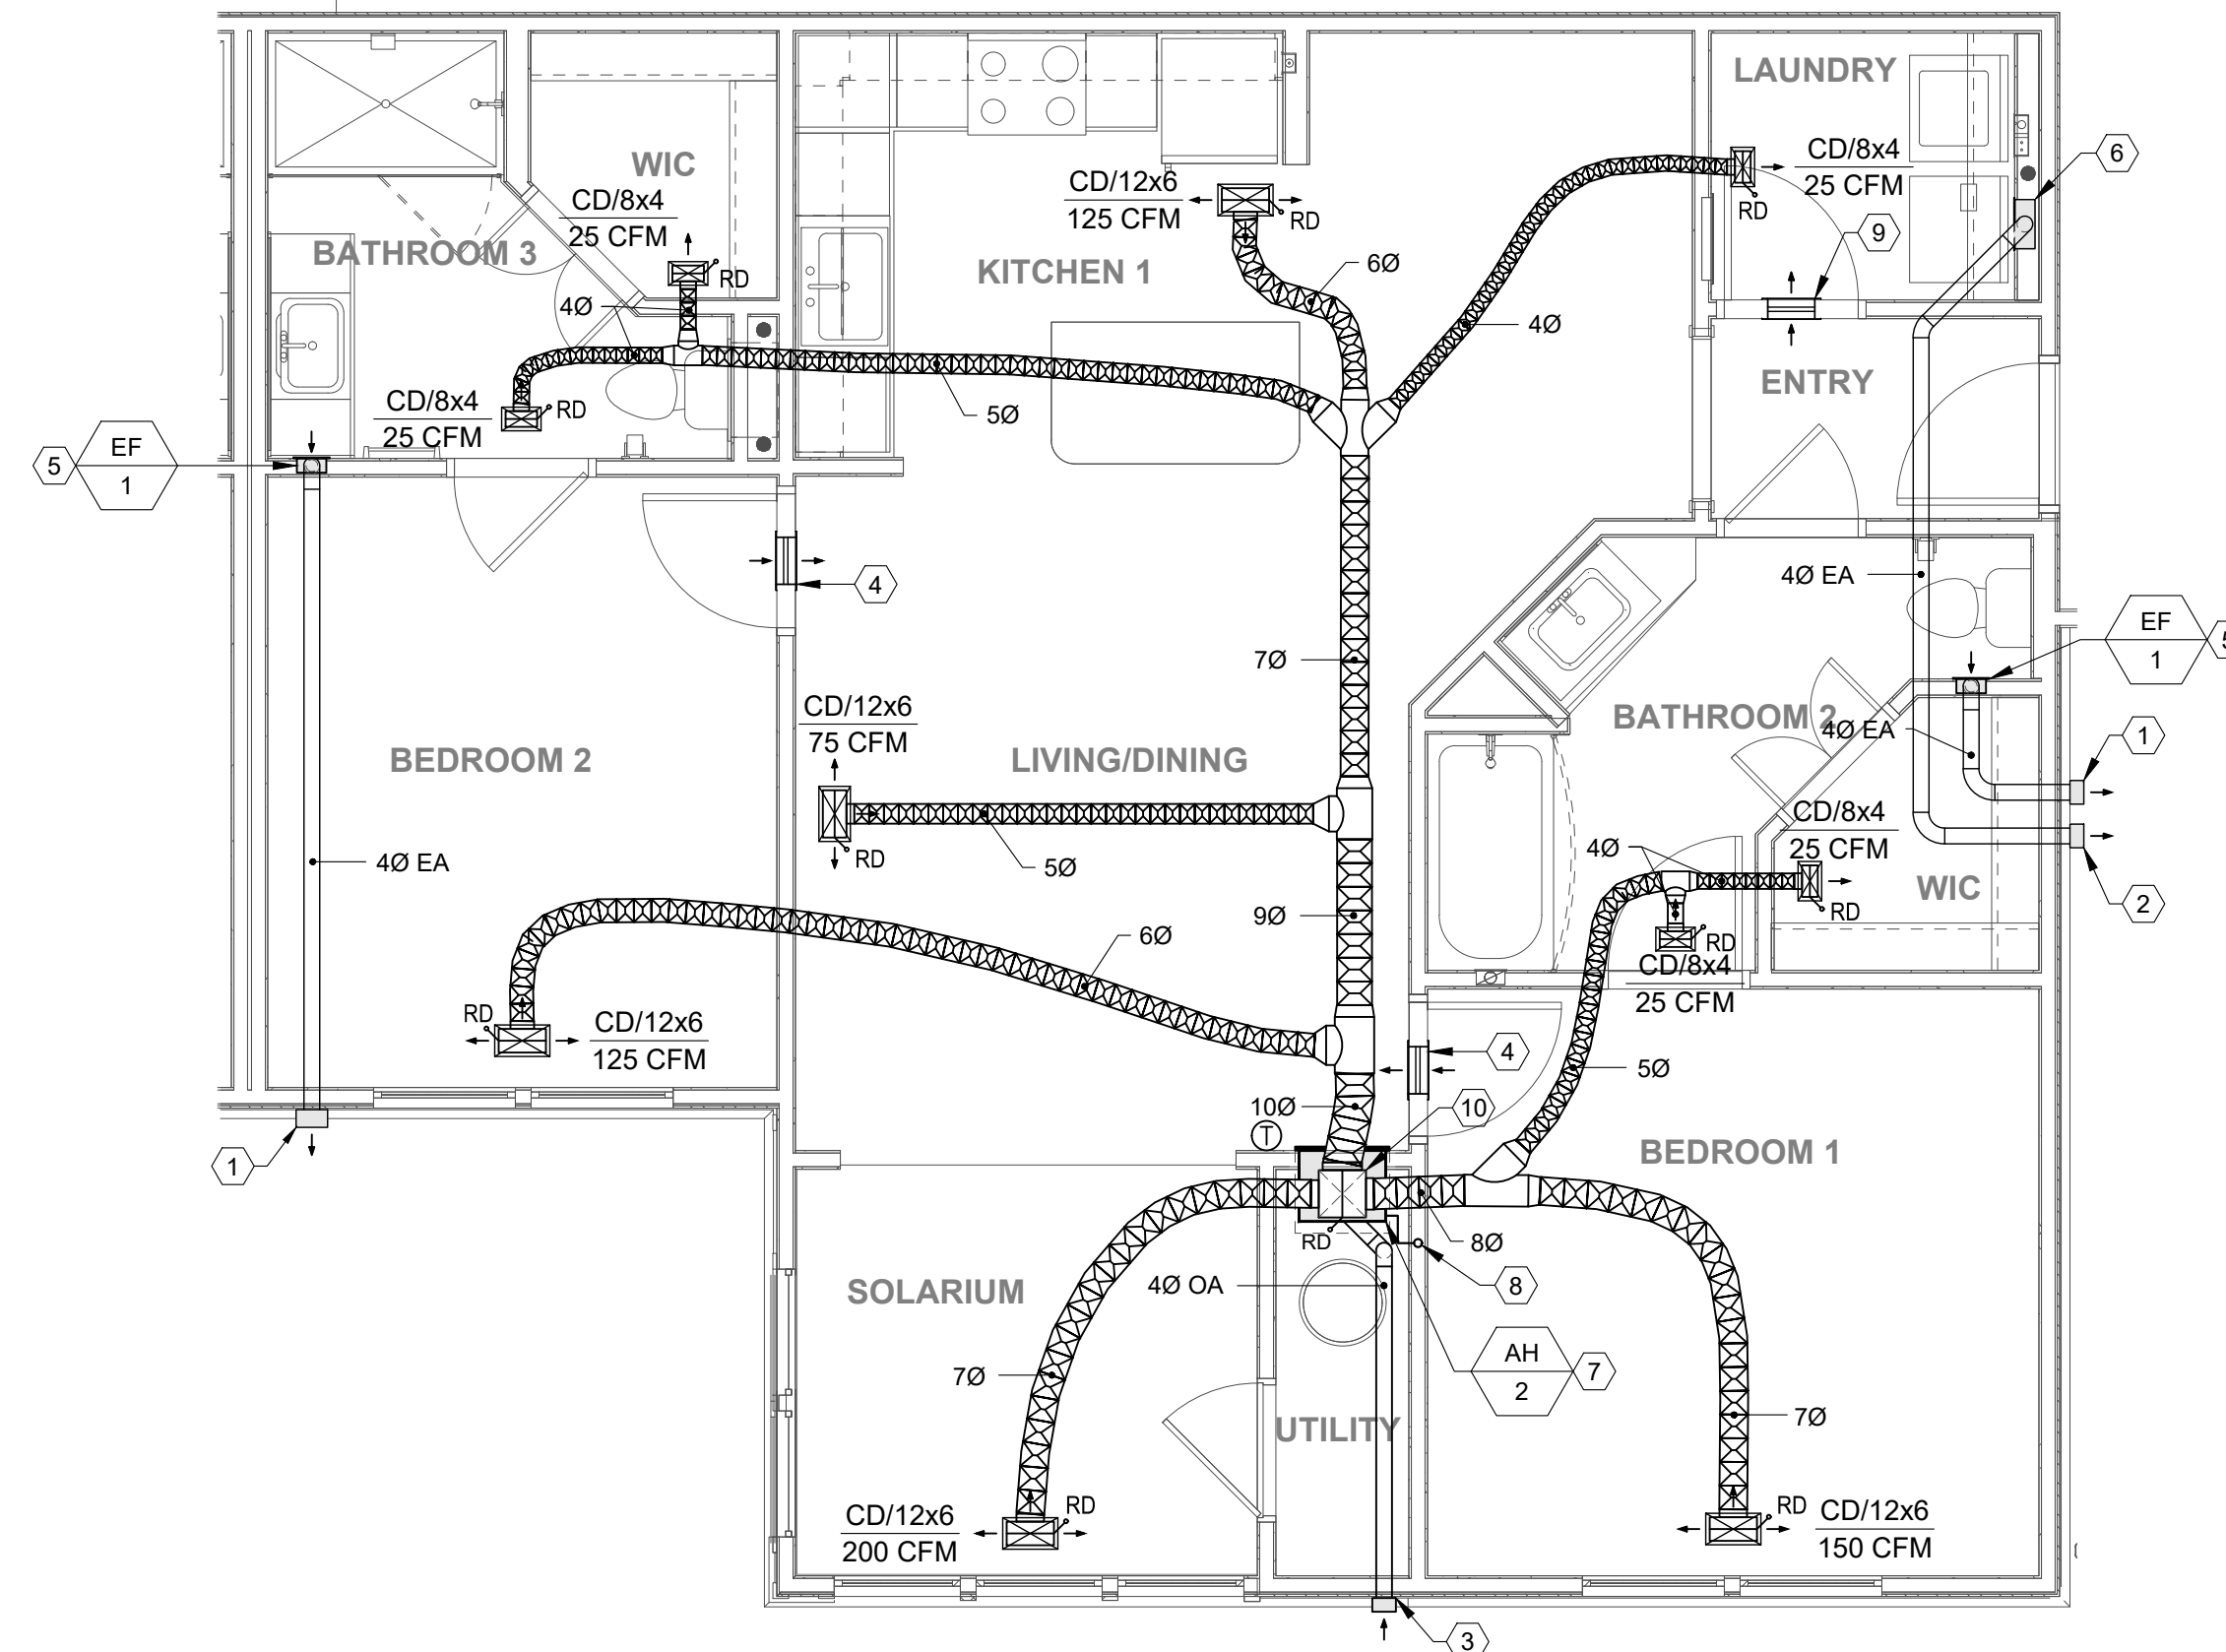 LAUNDRY
WIC
CD/8x4
25 CFM
RD
6
CD/12x6
125 CFM
RD
CD/8x4
25 CFM
RD
BATHROOM 3
KITCHEN 1
9
6Ø
4Ø
4Ø
ENTRY
5Ø
CD/8x4
25 CFM
RD
5
EF
1
4
4Ø EA
EF
1
7Ø
CD/12x6
75 CFM
RD
BATHROOM 2
4Ø EA
1
BEDROOM 2
LIVING/DINING
CD/8x4
25 CFM
RD
4Ø
4Ø EA
5Ø
WIC
2
9Ø
6Ø
RD
CD/8x4
25 CFM
RD
CD/12x6
125 CFM
4
5Ø
10Ø
10
T
1
BEDROOM 1
RD
8Ø
SOLARIUM
4Ø OA
8
AH
2
7
7Ø
7Ø
UTILITY
CD/12x6
200 CFM
RD
RD
CD/12x6
150 CFM
3